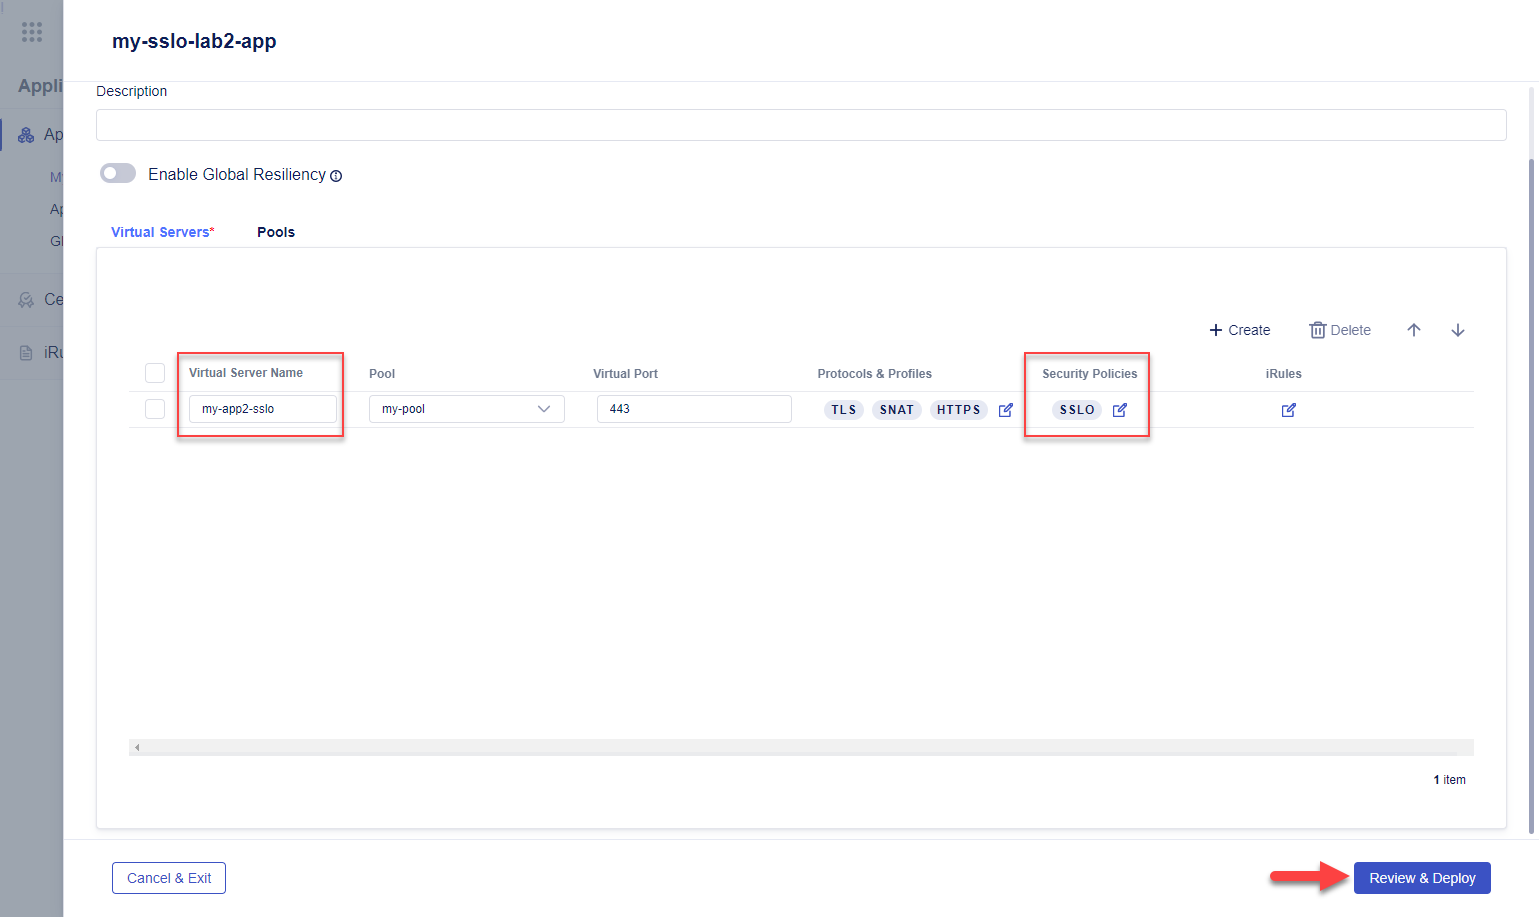 my-sslo-lab2-app
Appli
Description
Ap
Enable Global Resiliency
M
Ap
Gl
Virtual Servers* Pools
Ce
iRu
Create Delete
Virtual Server Name Pool Virtual Port Protocols & Profiles Security Policies iRules
my-app2-sslo my-pool 443 TLS SNAT HTTPS SSLO
1 item
Cancel & Exit Review & Deploy